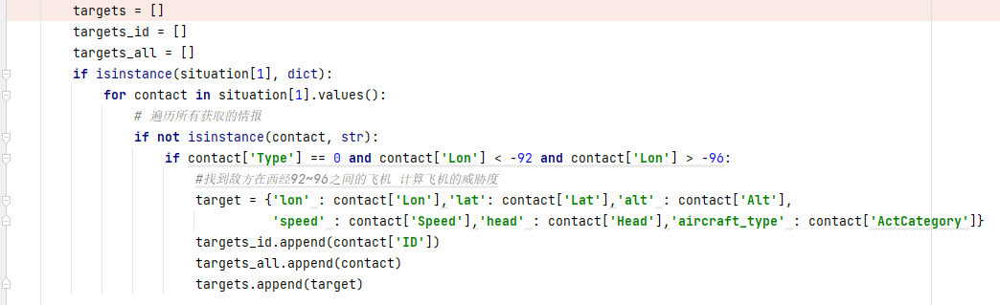 targets = []
targets_id = []
targets_all = []
if isinstance(situation[1], dict):
for contact in situation[1].values():
# 遍历所有获取的情报
if not isinstance(contact, str):
if contact['Type'] == 0 and contact['Lon'] < -92 and contact['Lon'] > -96:
#找到敌方在西经92~96之间的飞机 计算飞机的威胁度
target = {'lon' : contact['Lon'],'lat': contact['Lat'],'alt' : contact['Alt'],
'speed' : contact['Speed'],'head' : contact['Head'],'aircraft_type' : contact['ActCategory']}
targets_id.append(contact['ID'])
targets_all.append(contact)
targets.append(target)